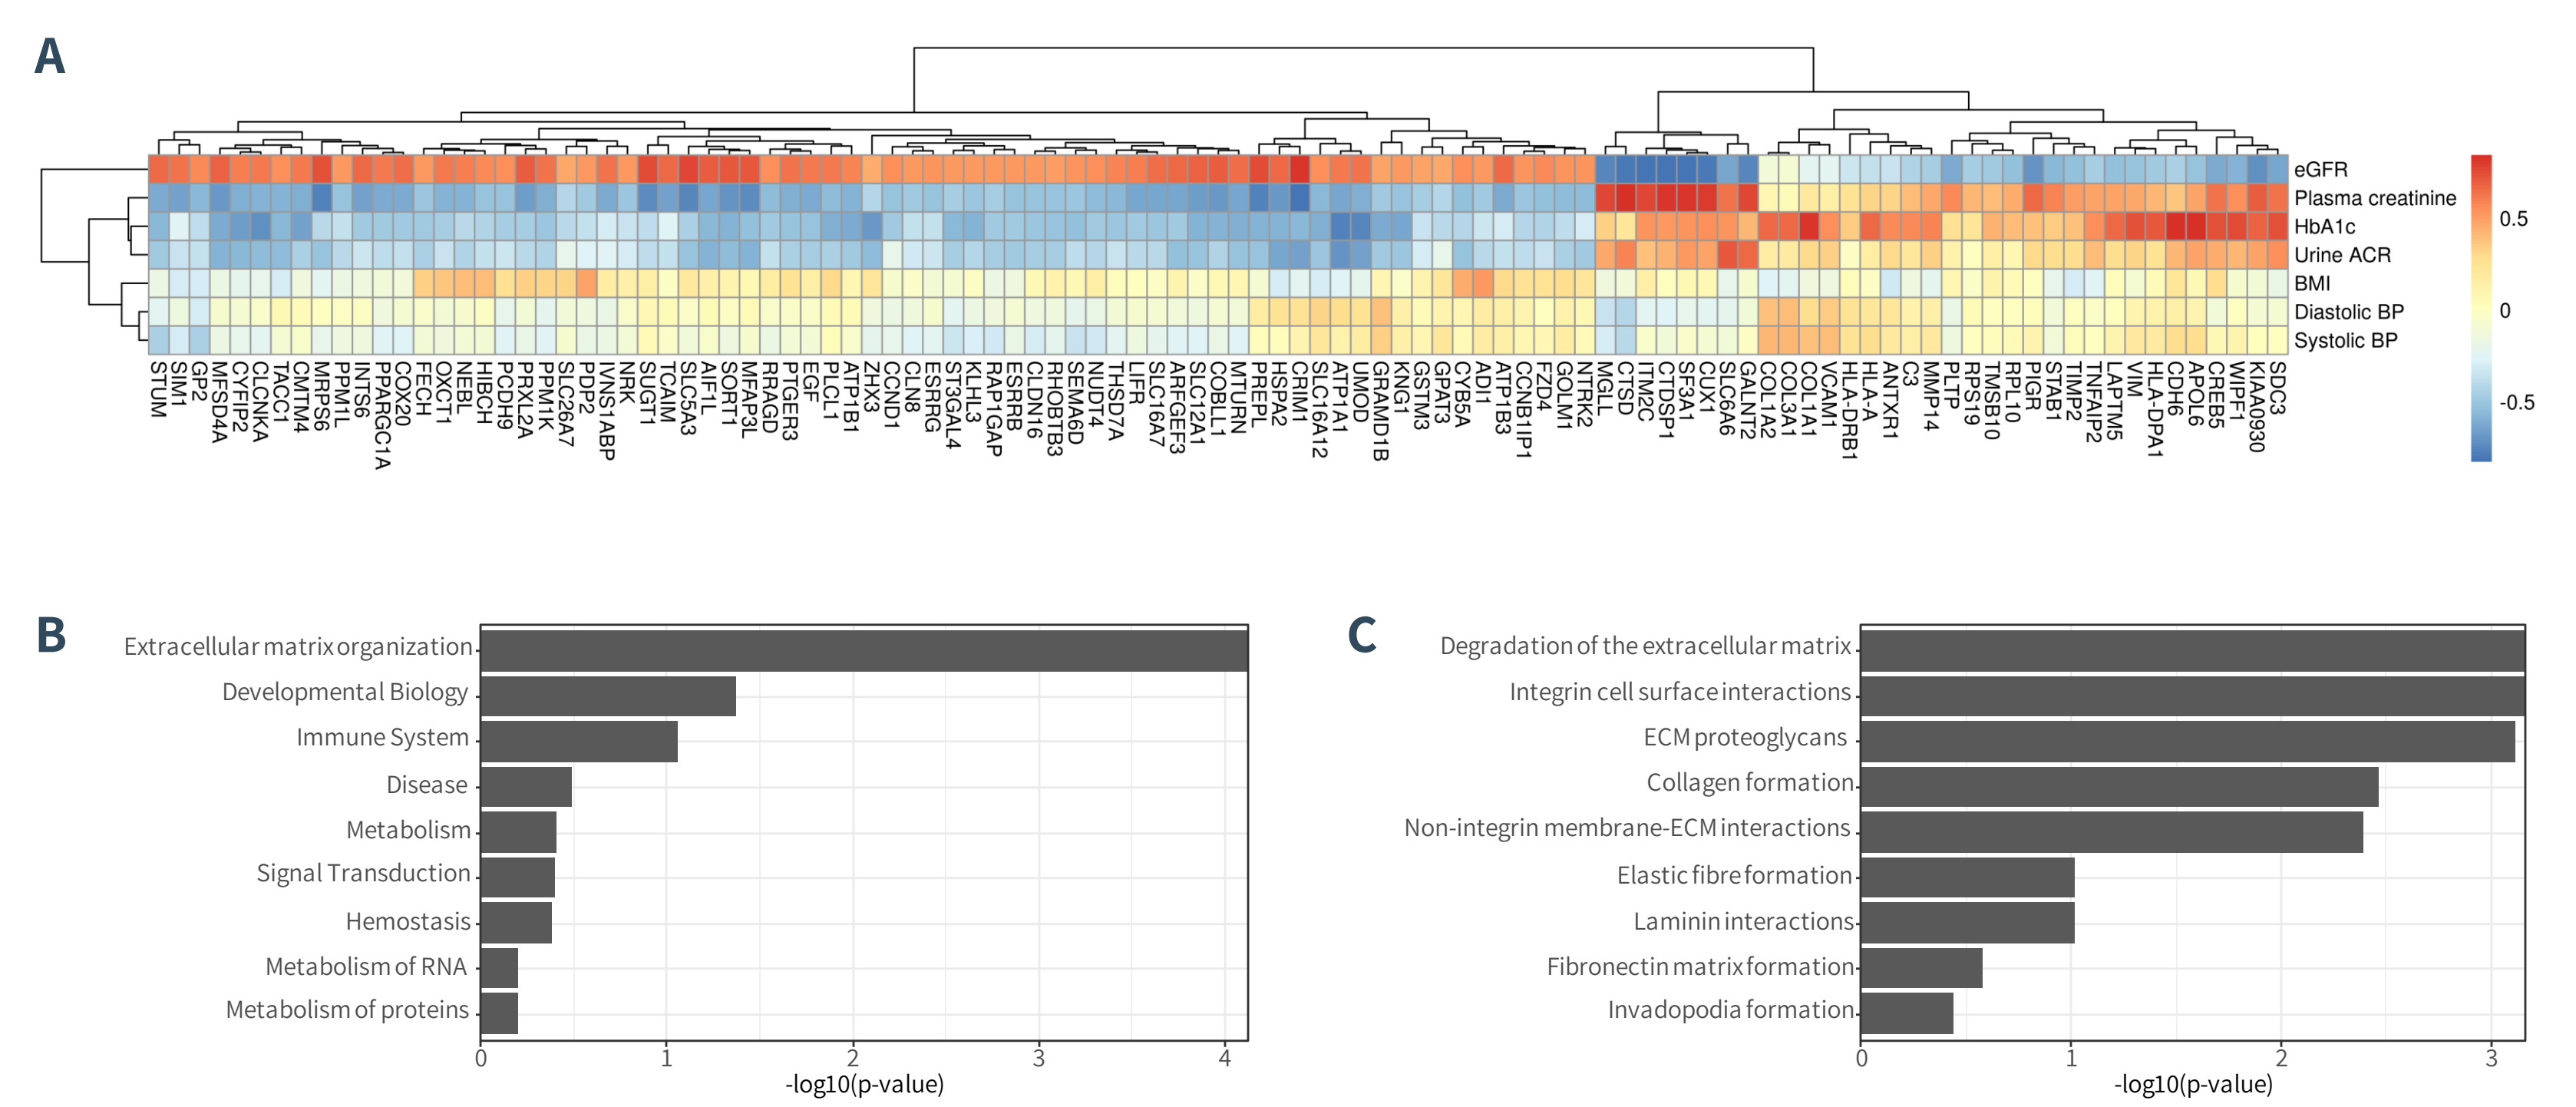 A
eGFR
Plasma creatinine
HbA1c
Urine ACR
BMI
Diastolic BP
Systolic BP
0.5
0
-0.5
STUM
SIM1
GP2
MFSD4A
CYFIP2
CLCNKA
TACC1
CMTM4
MRPS6
PPM1L
INTS6
PPARGC1A
COX20
FECH
OXCT1
NEBL
HIBCH
PCDH9
PRXL2A
PPM1K
SLC26A7
PDP2
IVNS1ABP
NRK
SUGT1
TCAIM
SLC5A3
AIF1L
SORT1
MFAP3L
RRAGD
PTGER3
EGF
PLCL1
ATP1B1
ZHX3
CCND1
CLN8
ESRRG
ST3GAL4
KLHL3
RAP1GAP
ESRRB
CLDN16
RHOBTB3
SEMA6D
NUDT4
THSD7A
LIFR
SLC16A7
ARFGEF3
SLC12A1
COBLL1
MTURN
PREPL
HSPA2
CRIM1
SLC16A12
ATP1A1
UMOD
GRAMD1B
KNG1
GSTM3
GPAT3
CYB5A
ADI1
ATP1B3
CCNB1IP1
FZD4
GOLM1
NTRK2
MGLL
CTSD
ITM2C
CTDSP1
SF3A1
CUX1
SLC6A6
GALNT2
COL1A2
COL3A1
COL1A1
VCAM1
HLA-DRB1
HLA-A
ANTXR1
C3
MMP14
PLTP
RPS19
TMSB10
RPL10
PIGR
STAB1
TIMP2
TNFAIP2
LAPTM5
VIM
HLA-DPA1
CDH6
APOL6
CREB5
WIPF1
KIAA0930
SDC3
B
Extracellular matrix organization
Developmental Biology
Immune System
Disease
Metabolism
Signal Transduction
Hemostasis
Metabolism of RNA
Metabolism of proteins
0 1 2 3 4
-log10(p-value)
C
Degradation of the extracellular matrix
Integrin cell surface interactions
ECM proteoglycans
Collagen formation
Non-integrin membrane-ECM interactions
Elastic fibre formation
Laminin interactions
Fibronectin matrix formation
Invadopodia formation
0 1 2 3
-log10(p-value)